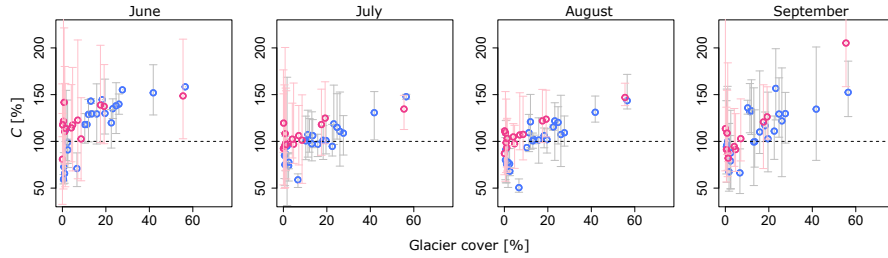 June July August September
200 200 200 200
150 150 150 150
C [%]
100 100 100 100
50 50 50 50
0 20 40 60 0 20 40 60 0 20 40 60 0 20 40 60
Glacier cover [%]